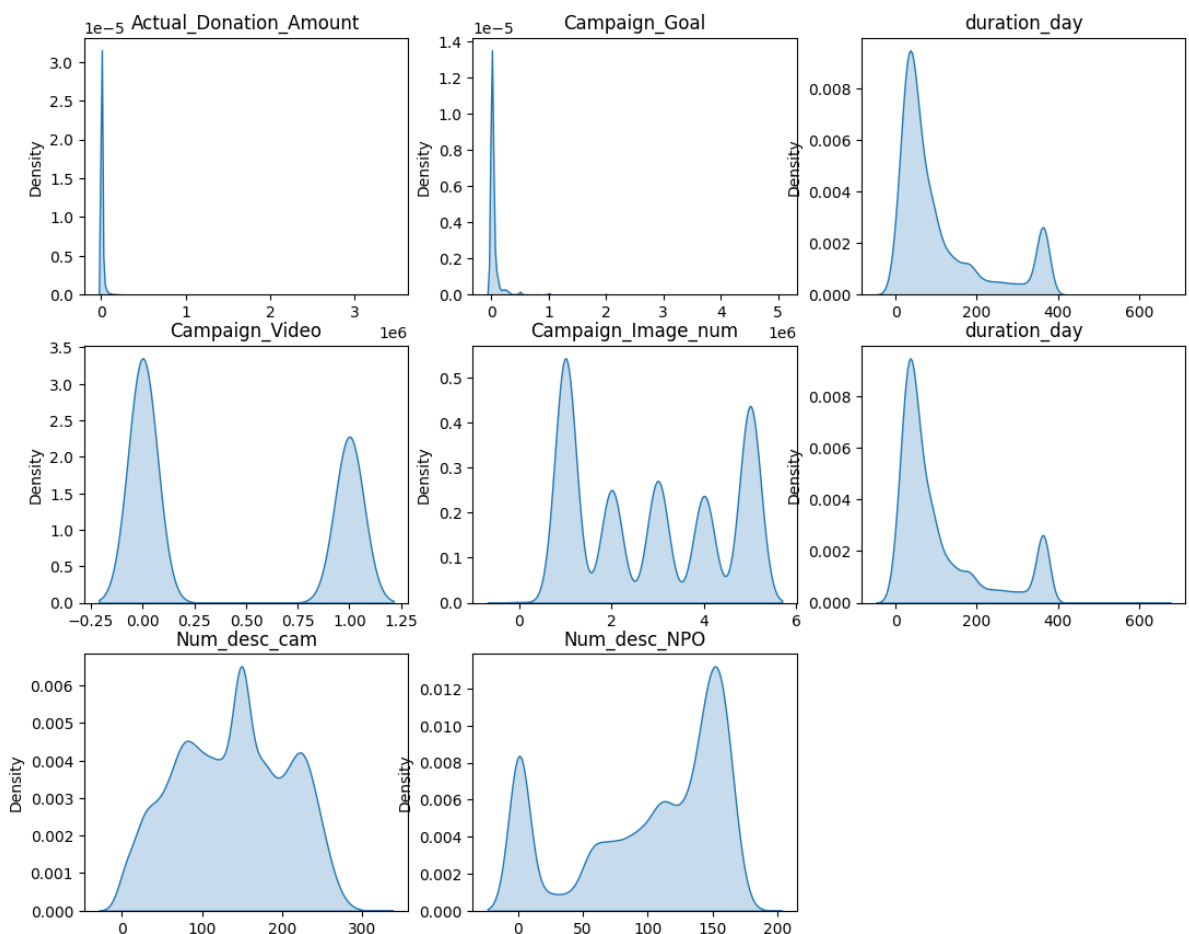 Actual_Donation_Amount Campaign_Goal duration_day
1e−5 1e−5
Density Density Density
3.0 2.5 2.0 1.5 1.0 0.5 0.0
1.4 1.2 1.0 0.8 0.6 0.4 0.2 0.0
0.008 0.006 0.004 0.002 0.000
0 1 2 3 0 1 2 3 4 5 0 200 400 600
1e6 1e6
Campaign_Video Campaign_Image_num duration_day
Density Density Density
3.5 3.0 2.5 2.0 1.5 1.0 0.5 0.0
0.5 0.4 0.3 0.2 0.1 0.0
0.008 0.006 0.004 0.002 0.000
−0.25 0.00 0.25 0.50 0.75 1.00 1.25 0 2 4 6 0 200 400 600
Num_desc_cam Num_desc_NPO
Density Density
0.006 0.005 0.004 0.003 0.002 0.001 0.000
0.012 0.010 0.008 0.006 0.004 0.002 0.000
0 100 200 300 0 50 100 150 200